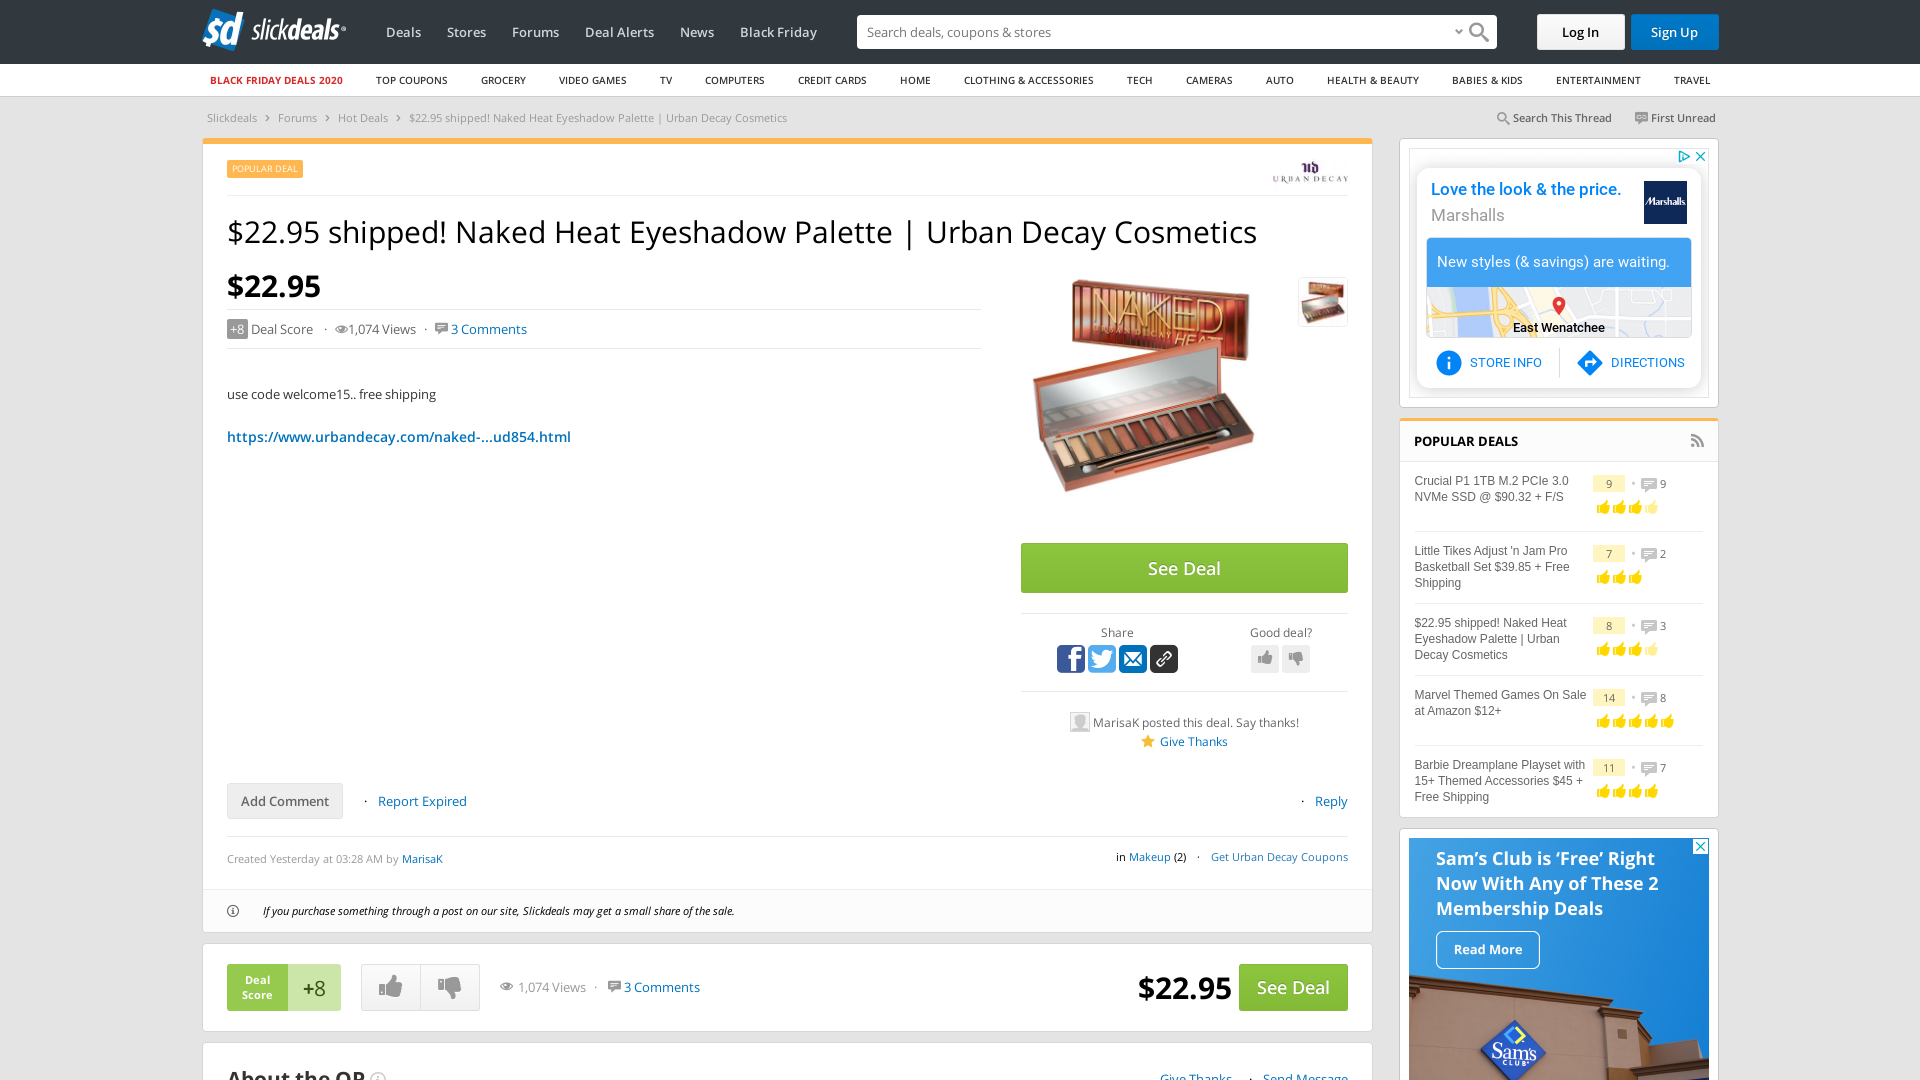 slickdeals
Deals Stores Forums Deal Alerts News Black Friday
Search deals, coupons & stores
Log In
Sign Up
BLACK FRIDAY DEALS 2020 TOP COUPONS GROCERY VIDEO GAMES TV COMPUTERS CREDIT CARDS HOME CLOTHING & ACCESSORIES TECH CAMERAS AUTO HEALTH & BEAUTY BABIES & KIDS ENTERTAINMENT TRAVEL
Slickdeals > Forums > Hot Deals > $22.95 shipped! Naked Heat Eyeshadow Palette | Urban Decay Cosmetics
Search This Thread First Unread
POPULAR DEAL
UD
URBAN DECAY
$22.95 shipped! Naked Heat Eyeshadow Palette | Urban Decay Cosmetics
$22.95
+8 Deal Score · 1,074 Views · 3 Comments
use code welcome15.. free shipping
https://www.urbandecay.com/naked-...ud854.html
NAKED
HEAT
See Deal
Share
Good deal?
MarisaK posted this deal. Say thanks!
Give Thanks
Add Comment · Report Expired
· Reply
Created Yesterday at 03:28 AM by MarisaK
in Makeup (2) · Get Urban Decay Coupons
If you purchase something through a post on our site, Slickdeals may get a small share of the sale.
Deal
Score
+8
1,074 Views · 3 Comments
$22.95
See Deal
About the OP
Give Thanks · Send Message
Love the look & the price.
Marshalls
Marshalls
New styles (& savings) are waiting.
East Wenatchee
STORE INFO
DIRECTIONS
POPULAR DEALS
Crucial P1 1TB M.2 PCIe 3.0
NVMe SSD @ $90.32 + F/S
9 • 9
Little Tikes Adjust 'n Jam Pro
Basketball Set $39.85 + Free
Shipping
7 • 2
$22.95 shipped! Naked Heat
Eyeshadow Palette | Urban
Decay Cosmetics
8 • 3
Marvel Themed Games On Sale
at Amazon $12+
14 • 8
Barbie Dreamplane Playset with
15+ Themed Accessories $45 +
Free Shipping
11 • 7
Sam's Club is ‘Free’ Right
Now With Any of These 2
Membership Deals
Read More
Sam's
CLUB